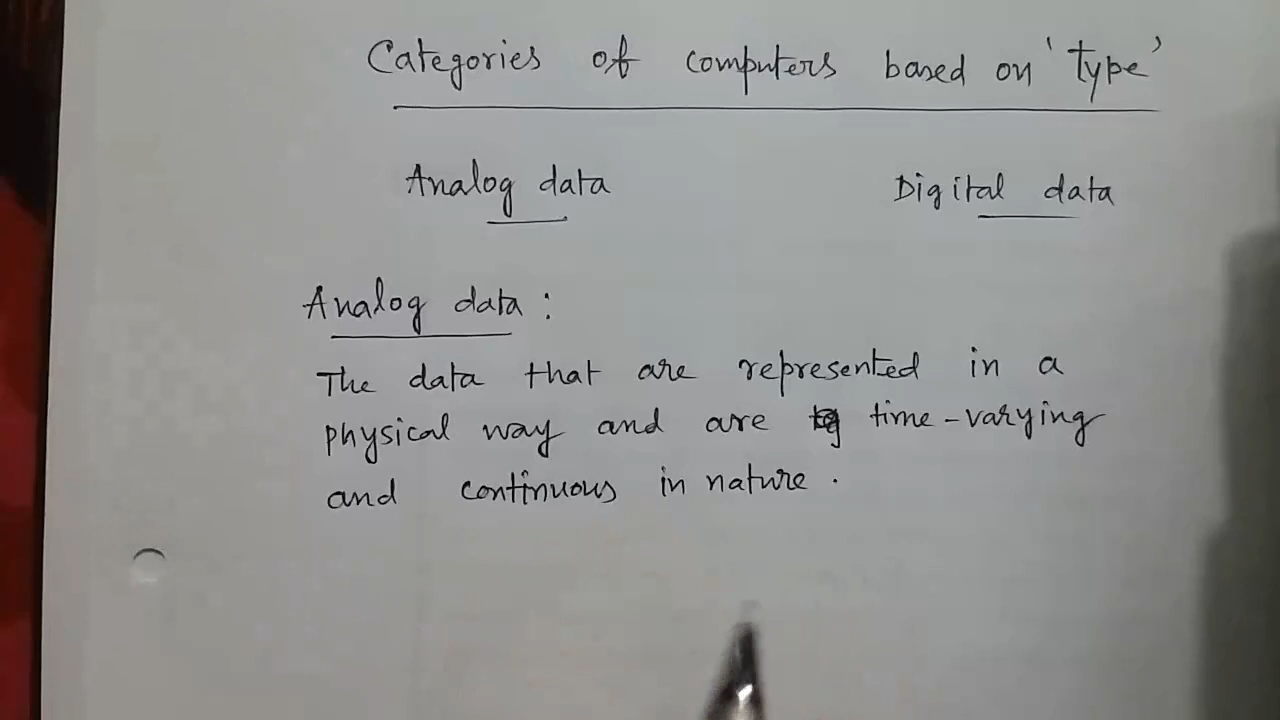 Categories of computers based on 'type'
Analog data Digital data
Analog data :
The data that are represented in a
physical way and are time-varying
and continuous in nature.